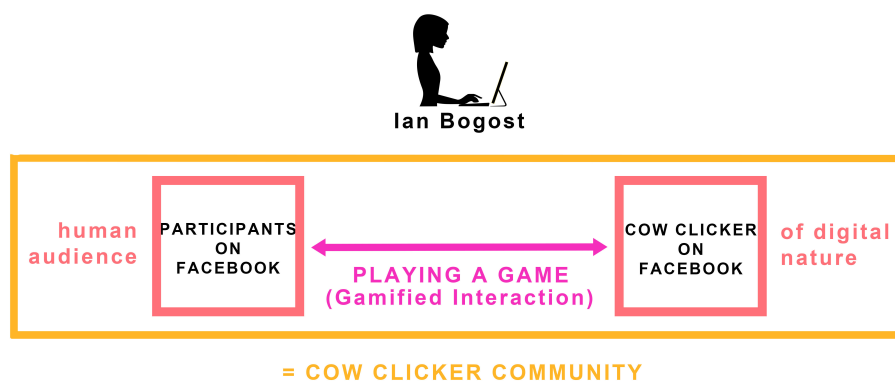 Ian Bogost
human
audience
PARTICIPANTS
ON
FACEBOOK
PLAYING A GAME
(Gamified Interaction)
COW CLICKER
ON
FACEBOOK
of digital
nature
= COW CLICKER COMMUNITY